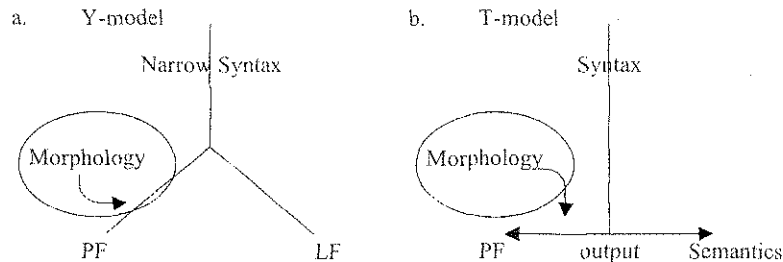 a. Y-model b. T-model
Narrow Syntax Syntax
Morphology Morphology
PF LF PF output Semantics